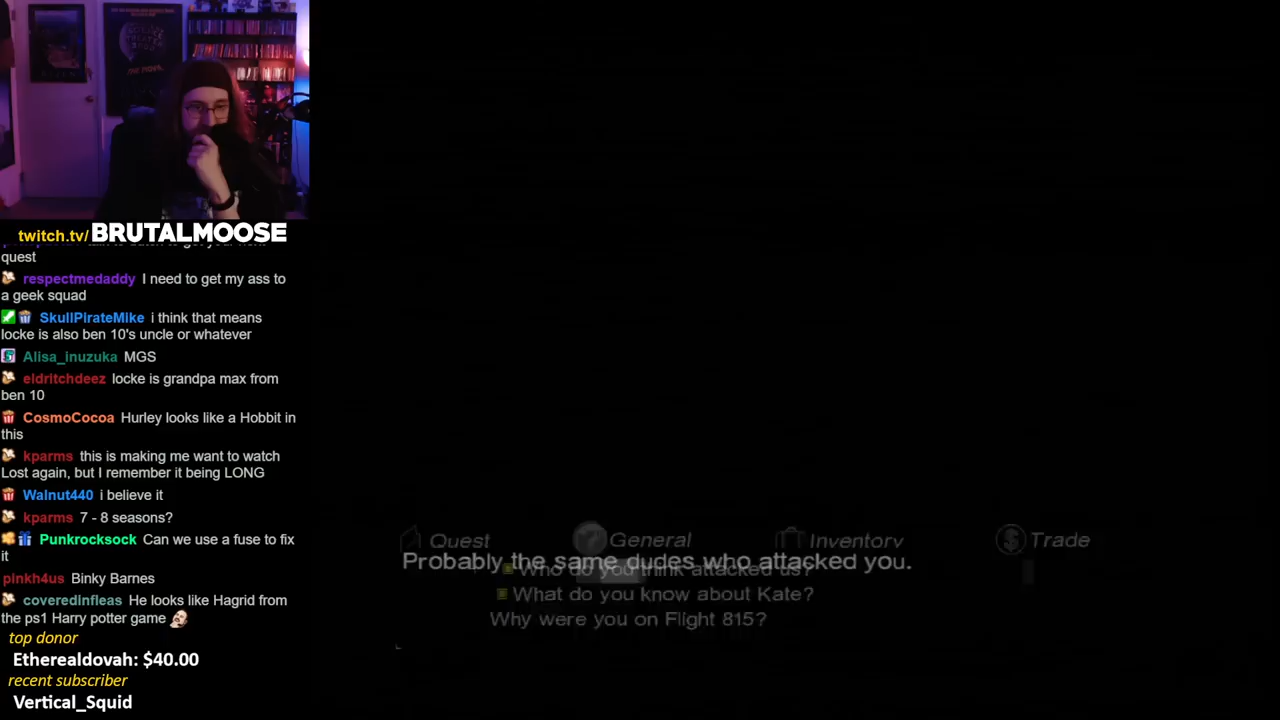 twitch.tv/BRUTALMOOSE
quest
respectmedaddy I need to get my ass to
a geek squad
SkullPirateMike i think that means
locke is also ben 10's uncle or whatever
Alisa_inuzuka MGS
eldritchdeez locke is grandpa max from
ben 10
CosmoCocoa Hurley looks like a Hobbit in
this
kparms this is making me want to watch
Lost again, but I remember it being LONG
Walnut440 i believe it
kparms 7 - 8 seasons?
Punkrocksock Can we use a fuse to fix
it
pinkh4us Binky Barnes
coveredinfleas He looks like Hagrid from
the ps1 Harry potter game
top donor
Etherealdovah: $40.00
recent subscriber
Vertical_Squid
Quest General Inventory Trade
Probably the same dudes who attacked you.
Who do you think attacked us?
What do you know about Kate?
Why were you on Flight 815?